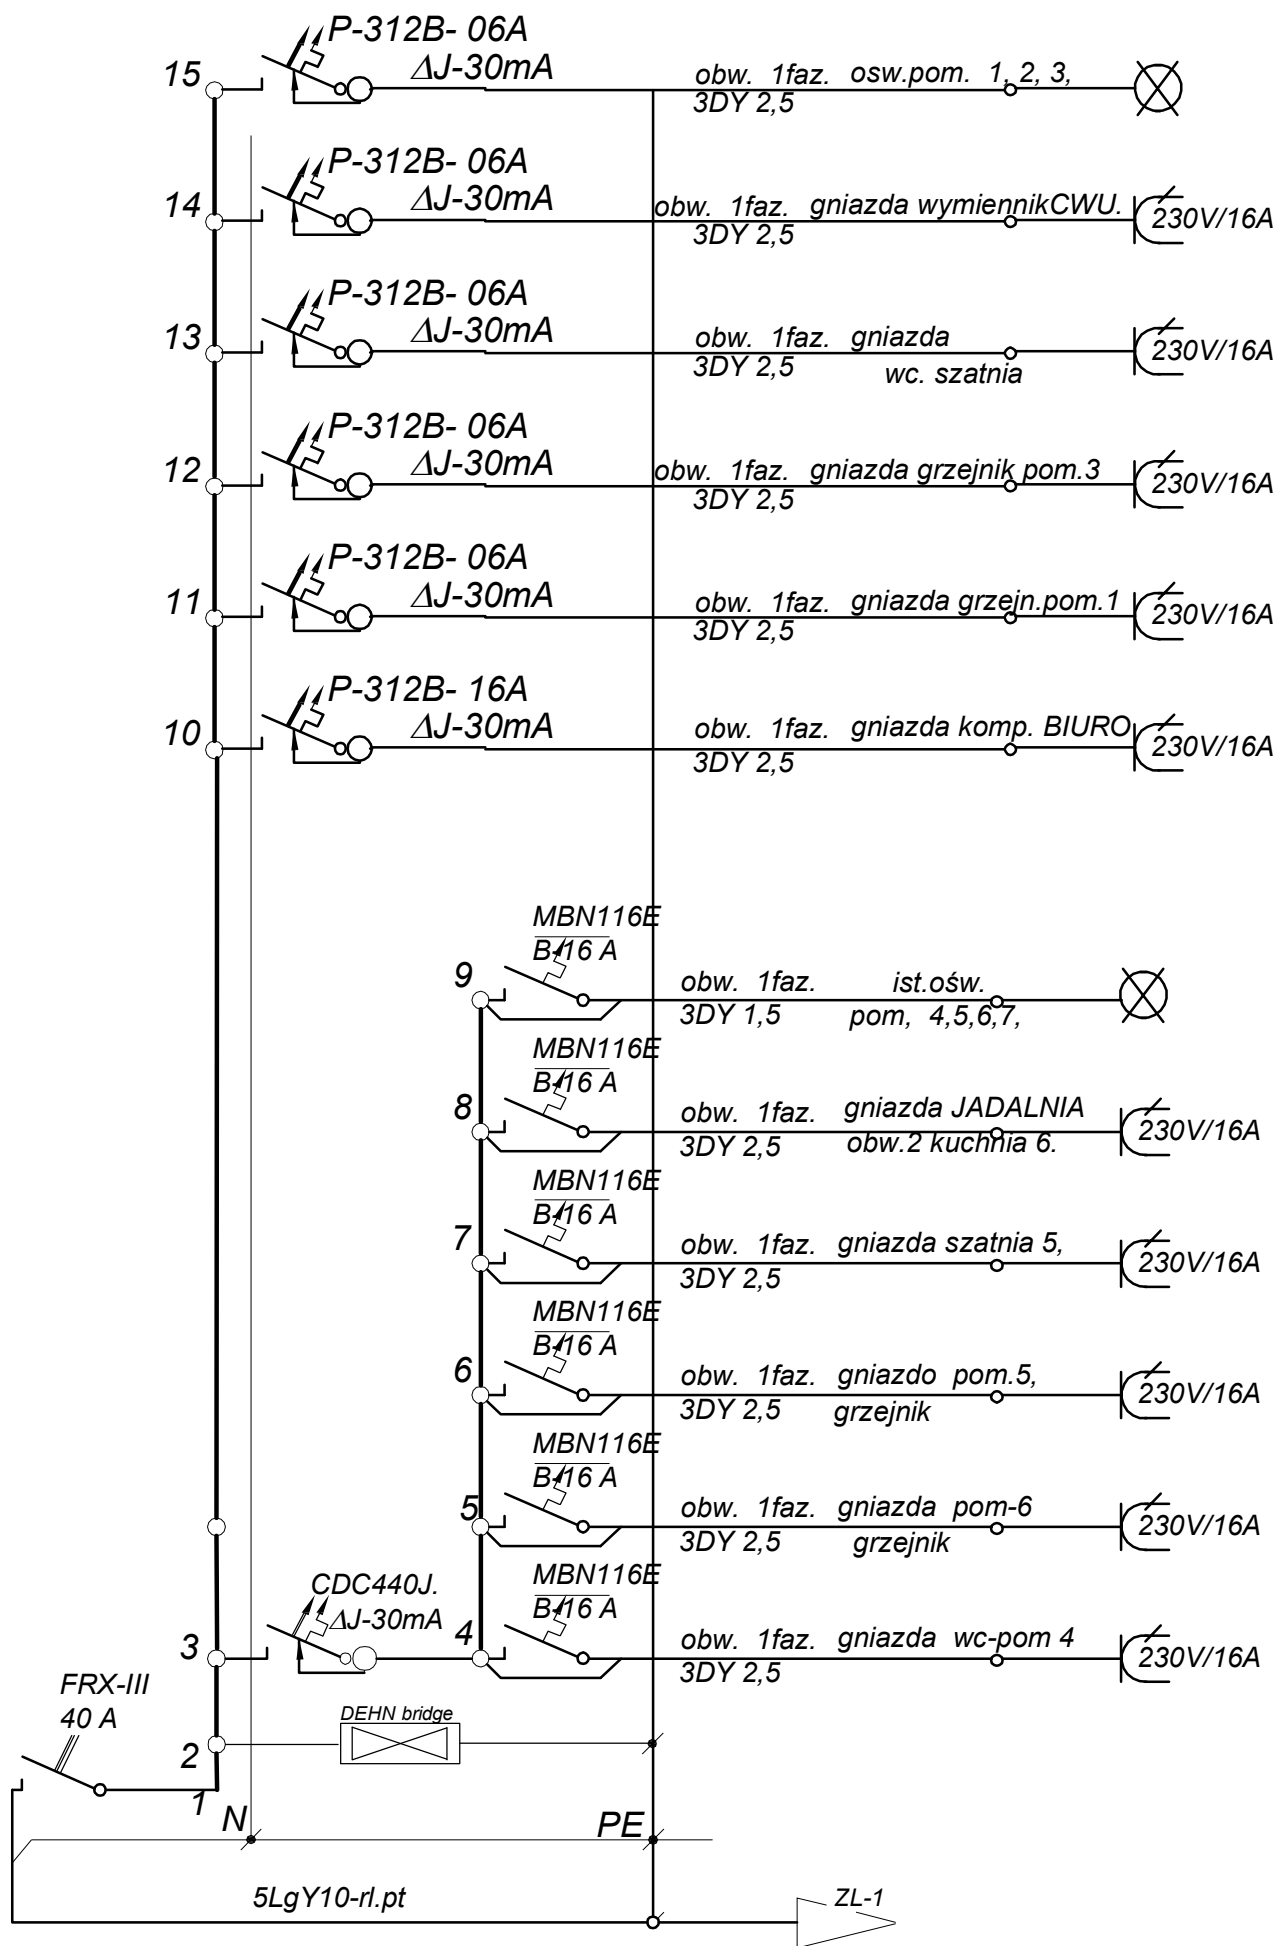 P-312B- 06A
15 ΔJ-30mA obw. 1faz. osw.pom. 1, 2, 3,
3DY 2,5
P-312B- 06A
14 ΔJ-30mA obw. 1faz. gniazda wymiennikCWU. 230V/16A
3DY 2,5
P-312B- 06A
13 ΔJ-30mA obw. 1faz. gniazda 230V/16A
3DY 2,5 wc. szatnia
P-312B- 06A
12 ΔJ-30mA obw. 1faz. gniazda grzejnik pom.3 230V/16A
3DY 2,5
P-312B- 06A
11 ΔJ-30mA obw. 1faz. gniazda grzejn.pom.1 230V/16A
3DY 2,5
P-312B- 16A
10 ΔJ-30mA obw. 1faz. gniazda komp. BIURO 230V/16A
3DY 2,5
MBN116E
B-16 A
9 obw. 1faz. ist.ośw.
3DY 1,5 pom, 4,5,6,7,
MBN116E
B-16 A
8 obw. 1faz. gniazda JADALNIA 230V/16A
3DY 2,5 obw.2 kuchnia 6.
MBN116E
B-16 A
7 obw. 1faz. gniazda szatnia 5, 230V/16A
3DY 2,5
MBN116E
B-16 A
6 obw. 1faz. gniazdo pom.5, 230V/16A
3DY 2,5 grzejnik
MBN116E
B-16 A
5 obw. 1faz. gniazda pom-6 230V/16A
3DY 2,5 grzejnik
MBN116E
B-16 A
CDC440J.
ΔJ-30mA
3 4 obw. 1faz. gniazda wc-pom 4 230V/16A
3DY 2,5
FRX-III
40 A
DEHN bridge
2
1
N PE
5LgY10-rl.pt ZL-1